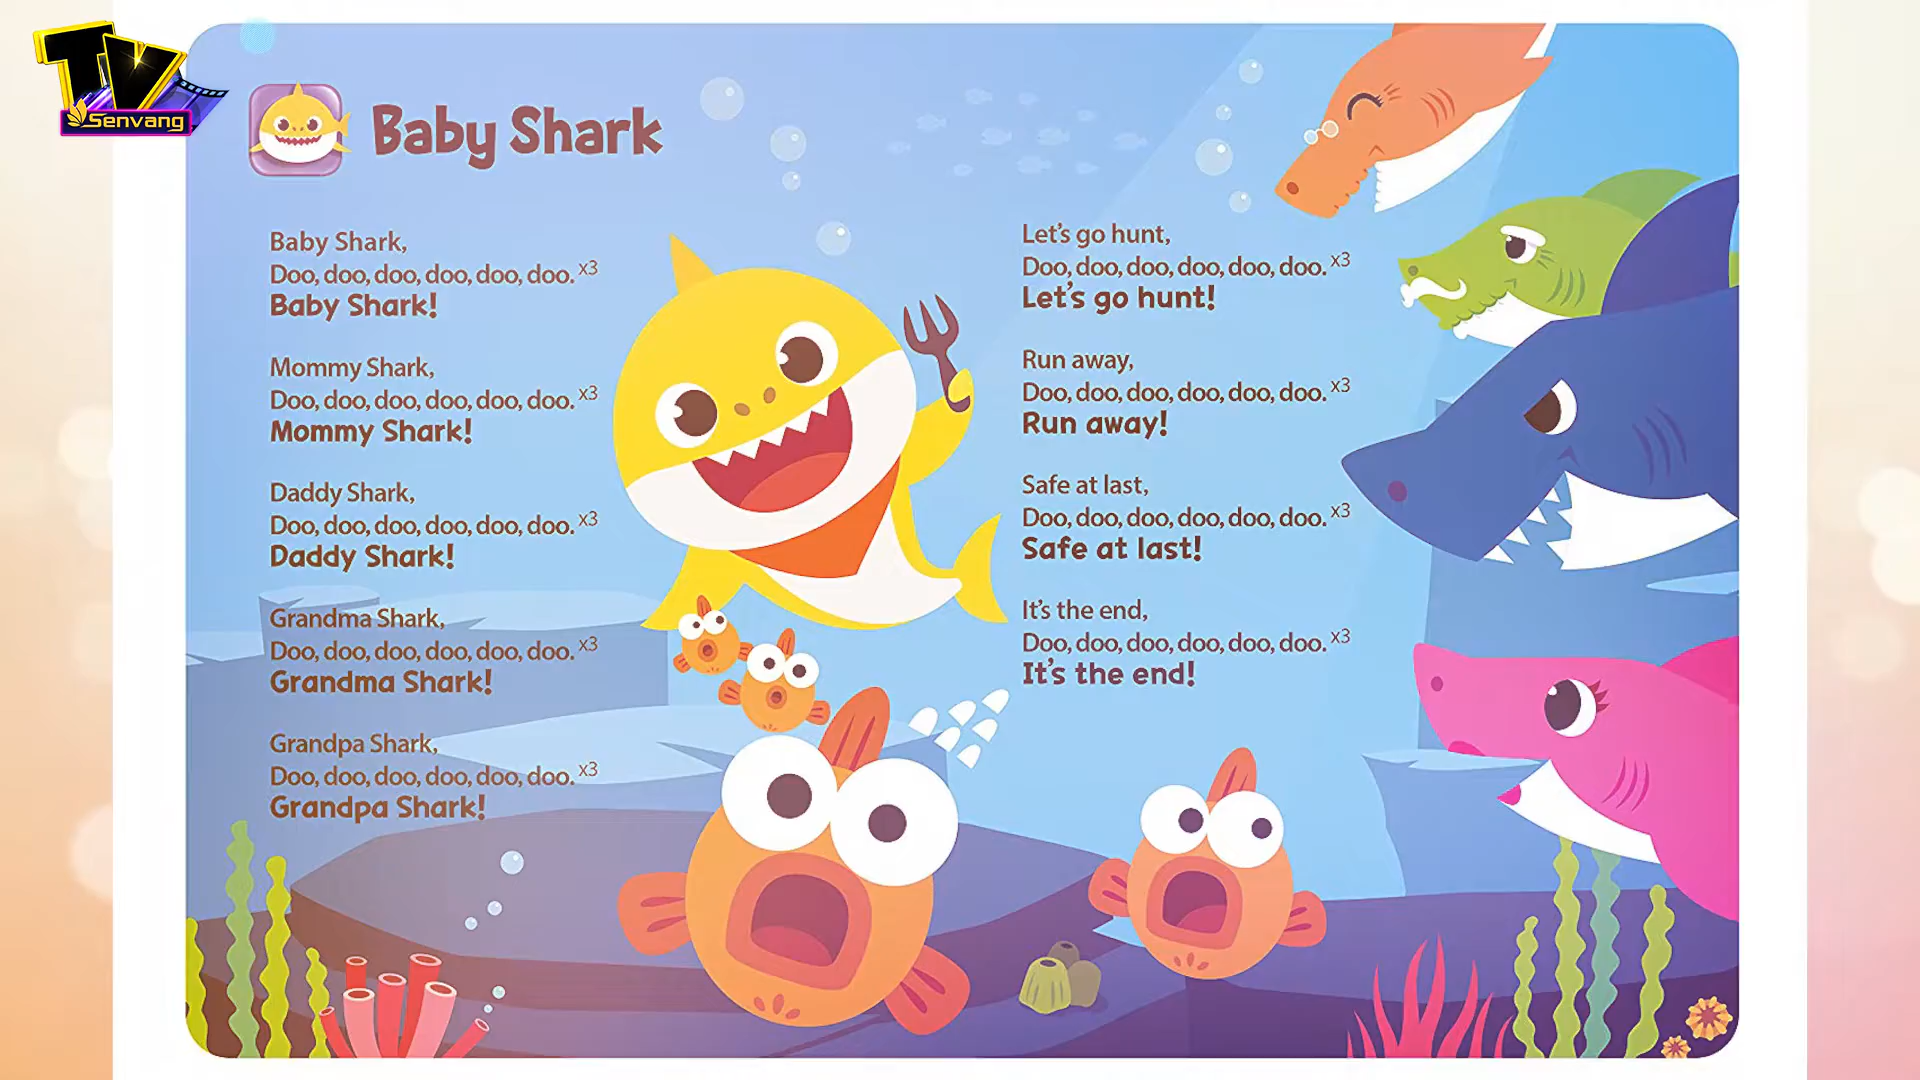 TV
Senvang
Baby Shark
Baby Shark,
Doo, doo, doo, doo, doo, doo. x3
Baby Shark!
Mommy Shark,
Doo, doo, doo, doo, doo, doo. x3
Mommy Shark!
Daddy Shark,
Doo, doo, doo, doo, doo, doo. x3
Daddy Shark!
Grandma Shark,
Doo, doo, doo, doo, doo, doo. x3
Grandma Shark!
Grandpa Shark,
Doo, doo, doo, doo, doo, doo. x3
Grandpa Shark!
Let's go hunt,
Doo, doo, doo, doo, doo, doo. x3
Let's go hunt!
Run away,
Doo, doo, doo, doo, doo, doo. x3
Run away!
Safe at last,
Doo, doo, doo, doo, doo, doo. x3
Safe at last!
It's the end,
Doo, doo, doo, doo, doo, doo. x3
It's the end!